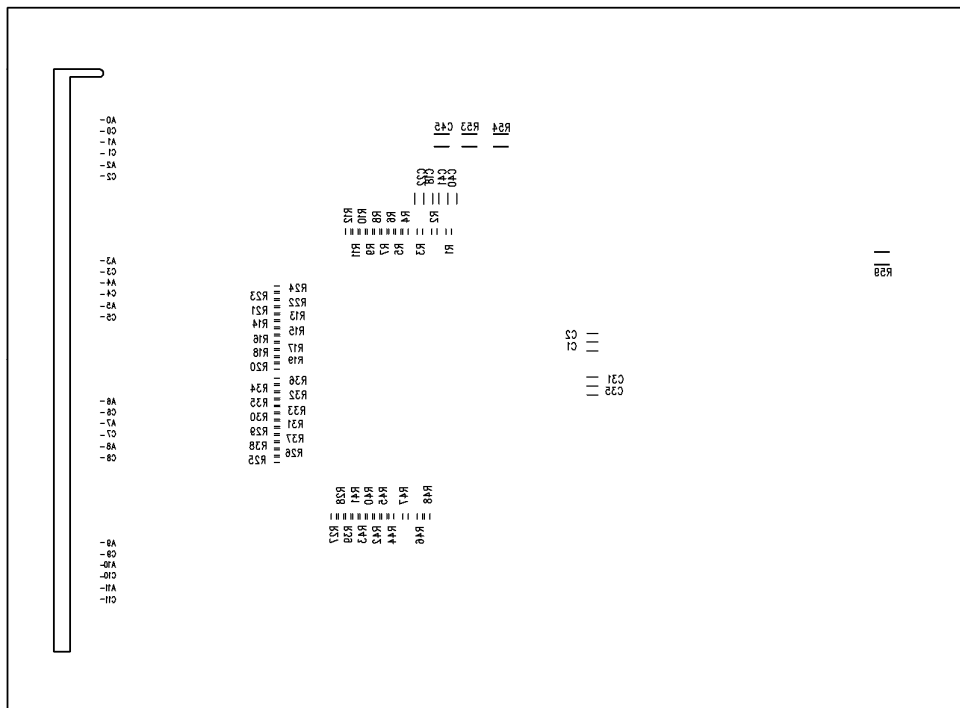 A0
C0
A1
C1
A2
C2
C45 R53 R54
C22 C18 C41 C40
R12 R10 R8 R6 R4 R2
R11 R9 R7 R5 R3 R1
A3
C3
A4
C4
A5
C5
R59
R24
R23
R22
R21
R13
R14
R15
R16
R17
R18
R19
R20
C2
C1
R36
R34
R32
R35
R33
R30
R31
R29
R37
R38
R26
R25
C31
C35
A6
C6
A7
C7
A8
C8
R28 R41 R40 R45 R47 R48
R27 R39 R43 R42 R44 R46
A9
C9
A10
C10
A11
C11